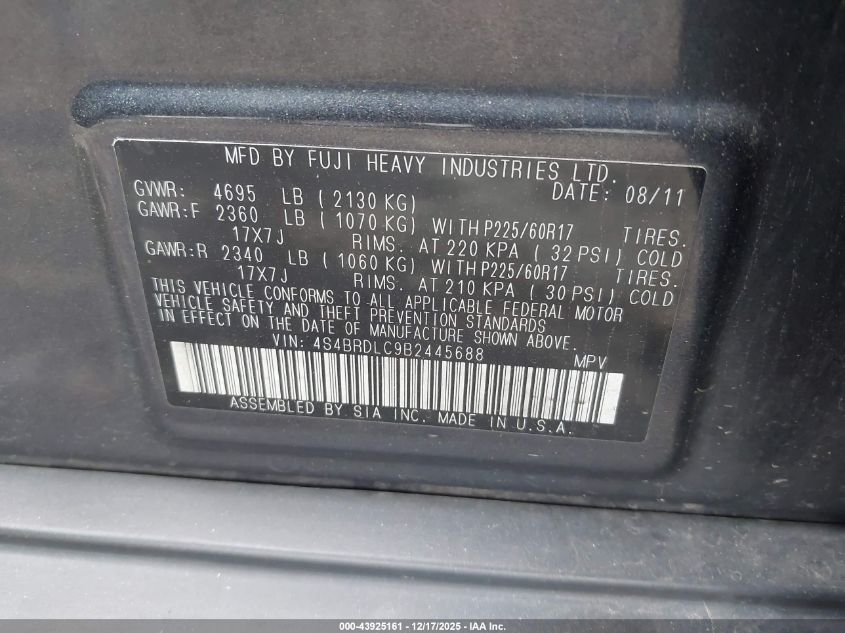 MFD BY FUJI HEAVY INDUSTRIES LTD.
GVWR: 4695 LB ( 2130 KG) DATE: 08/11
GAWR:F 2360 LB ( 1070 KG) WITH P225/60R17 TIRES.
17X7J RIMS. AT 220 KPA ( 32 PSI) COLD
GAWR:R 2340 LB ( 1060 KG) WITH P225/60R17 TIRES.
17X7J RIMS. AT 210 KPA ( 30 PSI) COLD
THIS VEHICLE CONFORMS TO ALL APPLICABLE FEDERAL MOTOR
VEHICLE SAFETY AND THEFT PREVENTION STANDARDS
IN EFFECT ON THE DATE OF MANUFACTURE SHOWN ABOVE.
VIN: 4S4BRDLC9B2445688 MPV
ASSEMBLED BY SIA INC. MADE IN U.S.A.
000-43925161 - 12/17/2025 - IAA Inc.